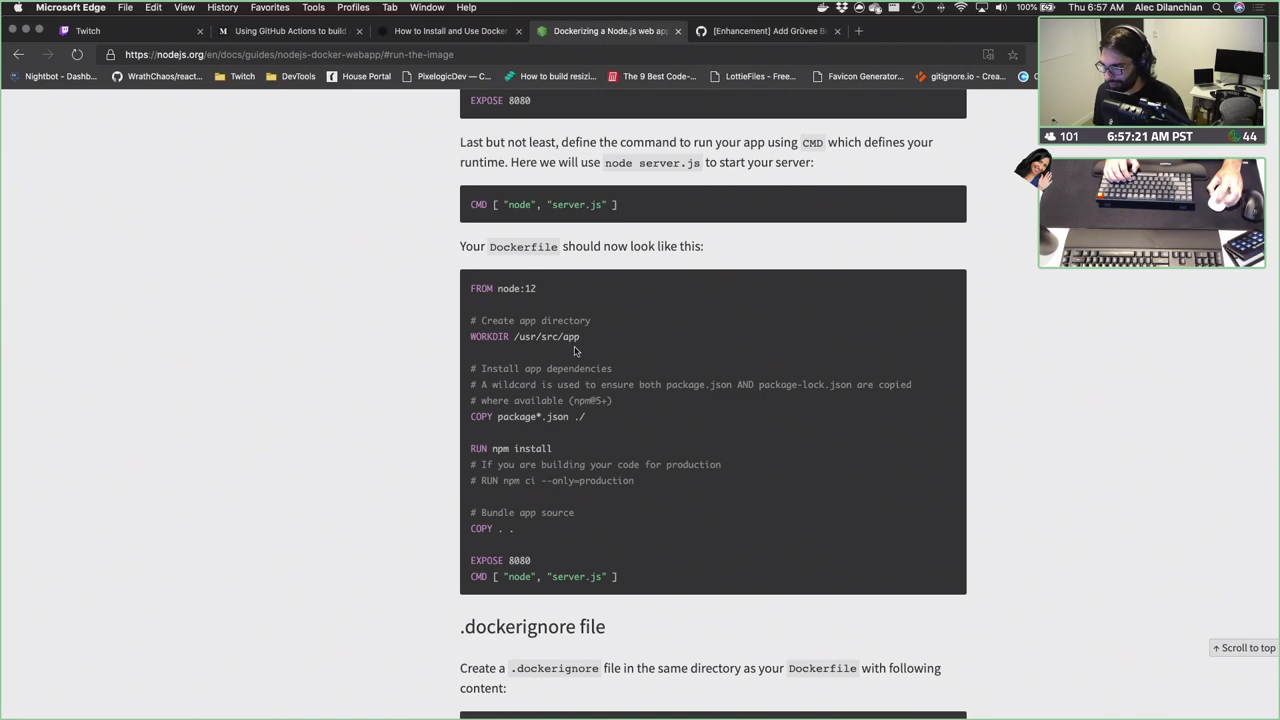 Microsoft Edge File Edit View History Favorites Tools Profiles Tab Window Help 100% Thu 6:57 AM Alec Dilanchian
Twitch
Using GitHub Actions to build
How to Install and Use Docker
Dockerizing a Node.js web app
[Enhancement] Add Grüvee B
https://nodejs.org/en/docs/guides/nodejs-docker-webapp/#run-the-image
Nightbot - Dashb...
WrathChaos/react...
Twitch
DevTools
House Portal
PixelogicDev — C...
How to build resizi...
The 9 Best Code-...
LottieFiles - Free...
Favicon Generator...
gitignore.io - Crea...
101 6:57:21 AM PST 44
EXPOSE 8080
Last but not least, define the command to run your app using CMD which defines your
runtime. Here we will use node server.js to start your server:
CMD [ "node", "server.js" ]
Your Dockerfile should now look like this:
FROM node:12
# Create app directory
WORKDIR /usr/src/app
# Install app dependencies
# A wildcard is used to ensure both package.json AND package-lock.json are copied
# where available (npm@5+)
COPY package*.json ./
RUN npm install
# If you are building your code for production
# RUN npm ci --only=production
# Bundle app source
COPY . .
EXPOSE 8080
CMD [ "node", "server.js" ]
.dockerignore file
↑ Scroll to top
Create a .dockerignore file in the same directory as your Dockerfile with following
content: